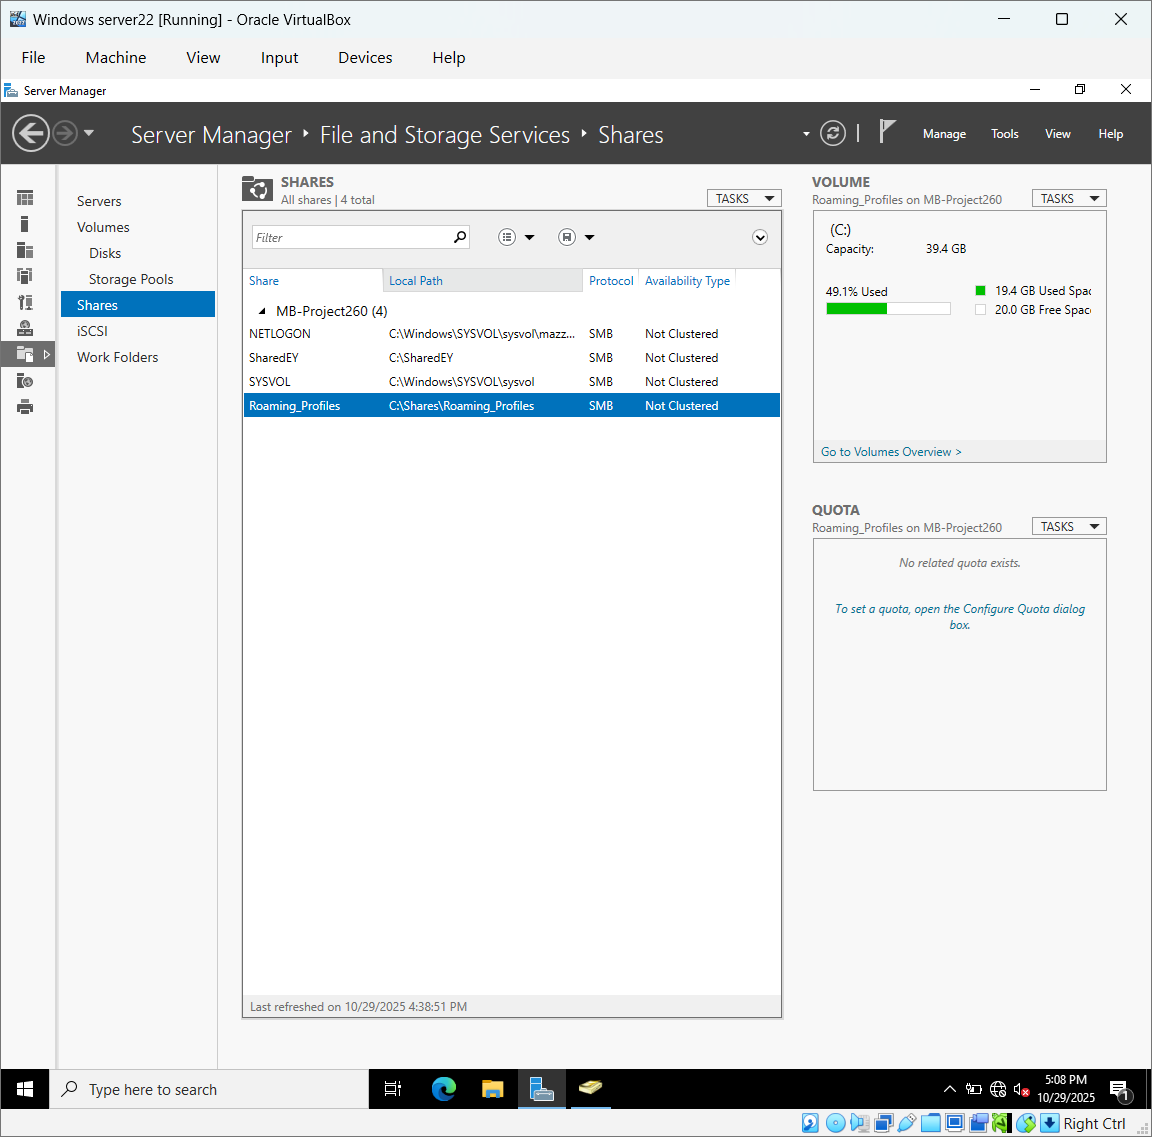 Windows server22 [Running] - Oracle VirtualBox
File Machine View Input Devices Help
Server Manager
Server Manager File and Storage Services Shares
Manage Tools View Help
Servers
Volumes
Disks
Storage Pools
Shares
iSCSI
Work Folders
SHARES
All shares | 4 total
TASKS
Filter
Share Local Path Protocol Availability Type
MB-Project260 (4)
NETLOGON C:\Windows\SYSVOL\sysvol\mazz... SMB Not Clustered
SharedEY C:\SharedEY SMB Not Clustered
SYSVOL C:\Windows\SYSVOL\sysvol SMB Not Clustered
Roaming_Profiles C:\Shares\Roaming_Profiles SMB Not Clustered
Last refreshed on 10/29/2025 4:38:51 PM
VOLUME
Roaming_Profiles on MB-Project260
TASKS
(C:)
Capacity: 39.4 GB
49.1% Used
19.4 GB Used Spac
20.0 GB Free Spac
Go to Volumes Overview >
QUOTA
Roaming_Profiles on MB-Project260
TASKS
No related quota exists.
To set a quota, open the Configure Quota dialog
box.
Type here to search
5:08 PM
10/29/2025
1
Right Ctrl